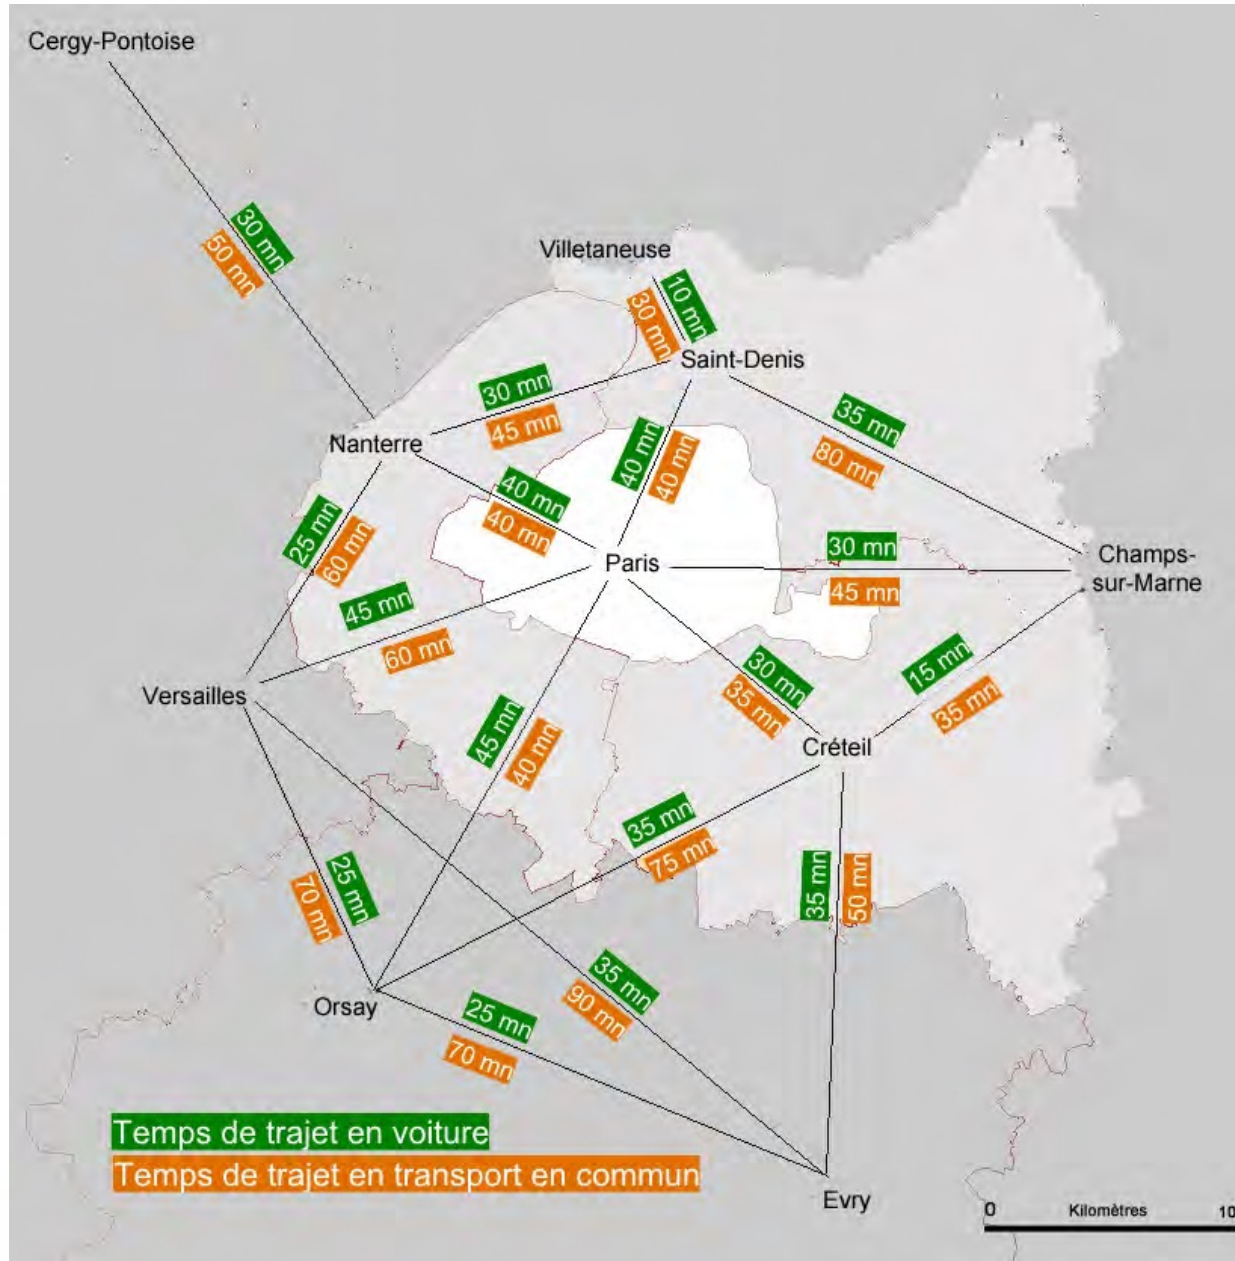 Cergy-Pontoise
30 mn
50 mn
Villetaneuse
10 mn
30 mn
Saint-Denis
30 mn
45 mn
35 mn
80 mn
Nanterre
40 mn
40 mn
40 mn
40 mn
25 mn
60 mn
Paris
30 mn
45 mn
Champs-
sur-Marne
45 mn
60 mn
Versailles
30 mn
35 mn
15 mn
35 mn
Créteil
45 mn
40 mn
35 mn
75 mn
25 mn
70 mn
35 mn
50 mn
Orsay
35 mn
90 mn
25 mn
70 mn
Temps de trajet en voiture
Temps de trajet en transport en commun
Evry
0 Kilomètres 10